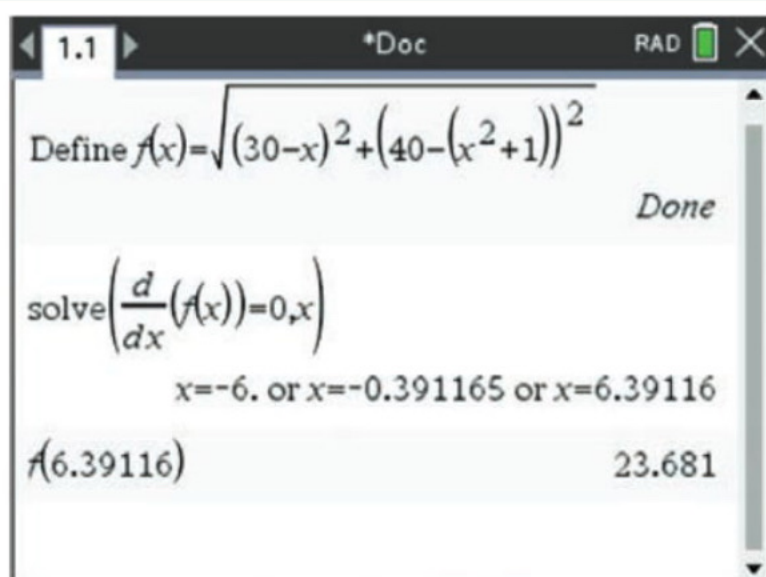 1.1 *Doc RAD
Define f(x)=√((30-x)²+(40-(x²+1))²)
Done
solve(d/dx(f(x))=0,x)
x=-6. or x=-0.391165 or x=6.39116
f(6.39116) 23.681